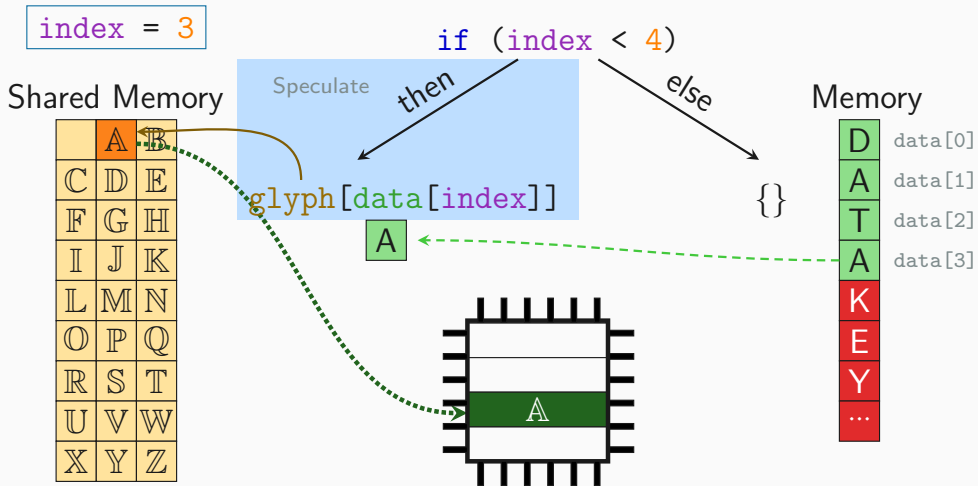 index = 3
if (index < 4)
Speculate
then
else
Shared Memory
Memory
𝔸 𝔹
ℂ 𝔻 𝔼
𝔽 𝔾 ℍ
𝕀 𝕁 𝕂
𝕃 𝕄 ℕ
𝕆 ℙ ℚ
ℝ 𝕊 𝕋
𝕌 𝕍 𝕎
𝕏 𝕐 ℤ
glyph[data[index]]
A
{}
𝔸
D data[0]
A data[1]
T data[2]
A data[3]
K
E
Y
...